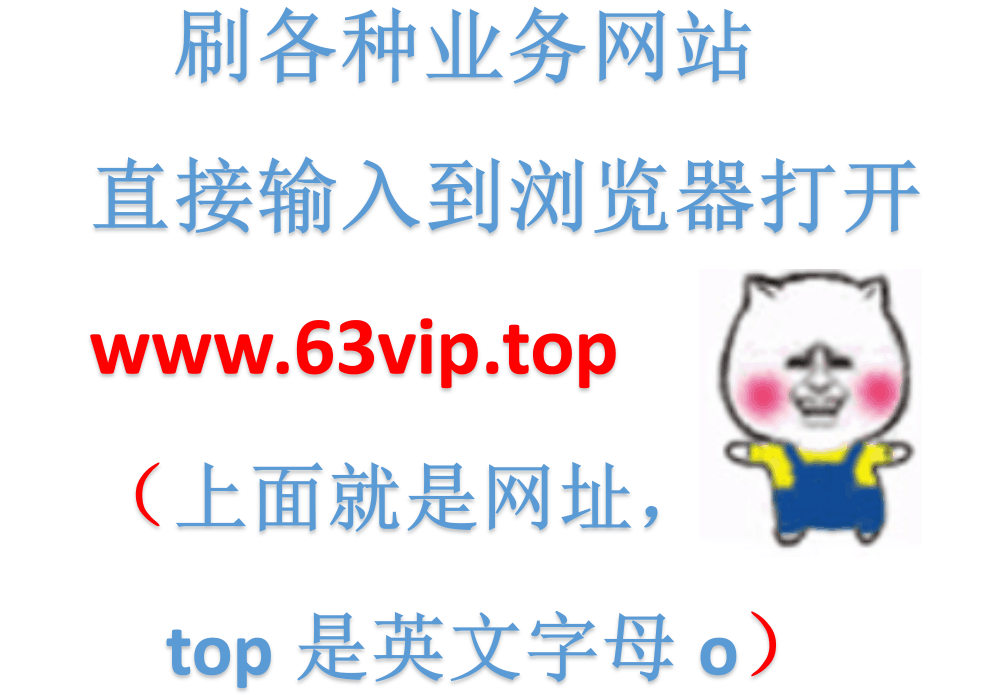 刷各种业务网站
直接输入到浏览器打开
www.63vip.top
（上面就是网址，
top 是英文字母 o）